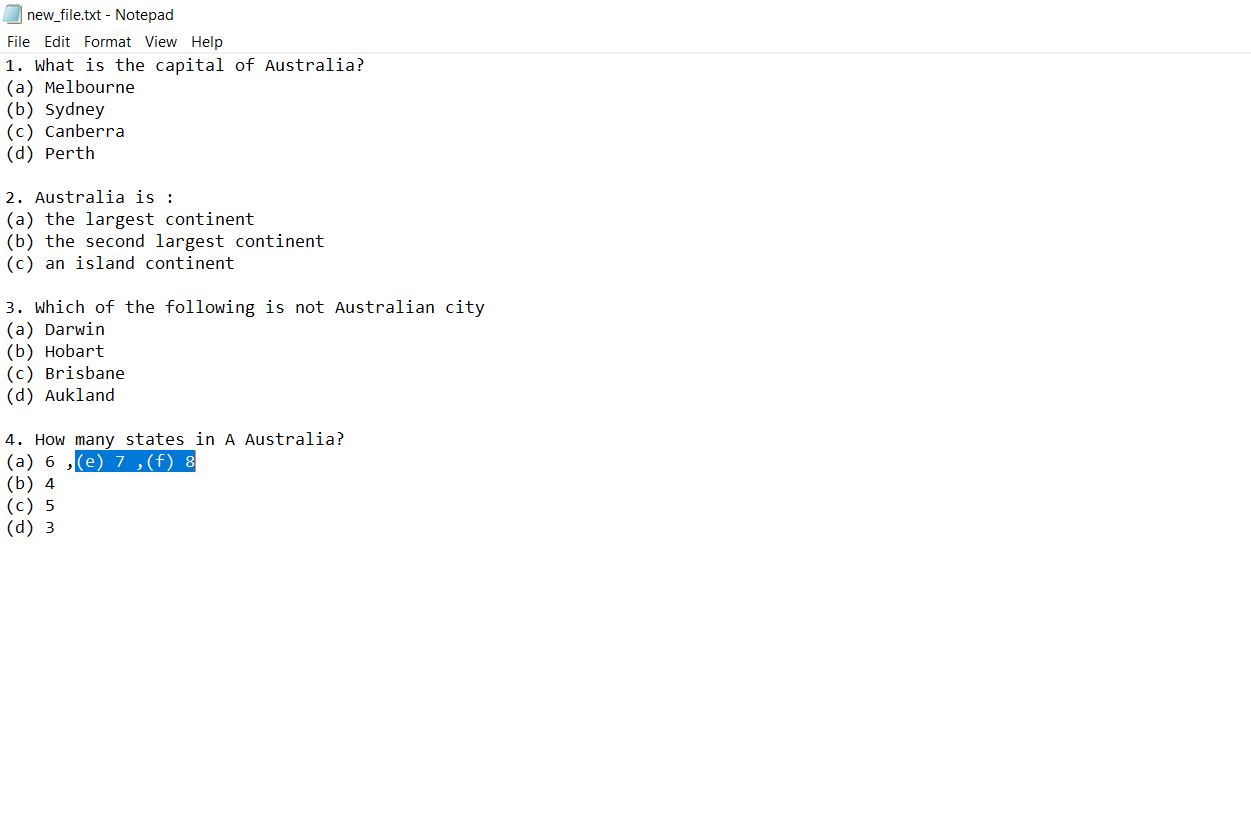 new_file.txt - Notepad
File Edit Format View Help
1. What is the capital of Australia?
(a) Melbourne
(b) Sydney
(c) Canberra
(d) Perth
2. Australia is :
(a) the largest continent
(b) the second largest continent
(c) an island continent
3. Which of the following is not Australian city
(a) Darwin
(b) Hobart
(c) Brisbane
(d) Aukland
4. How many states in A Australia?
(a) 6 ,(e) 7 ,(f) 8
(b) 4
(c) 5
(d) 3